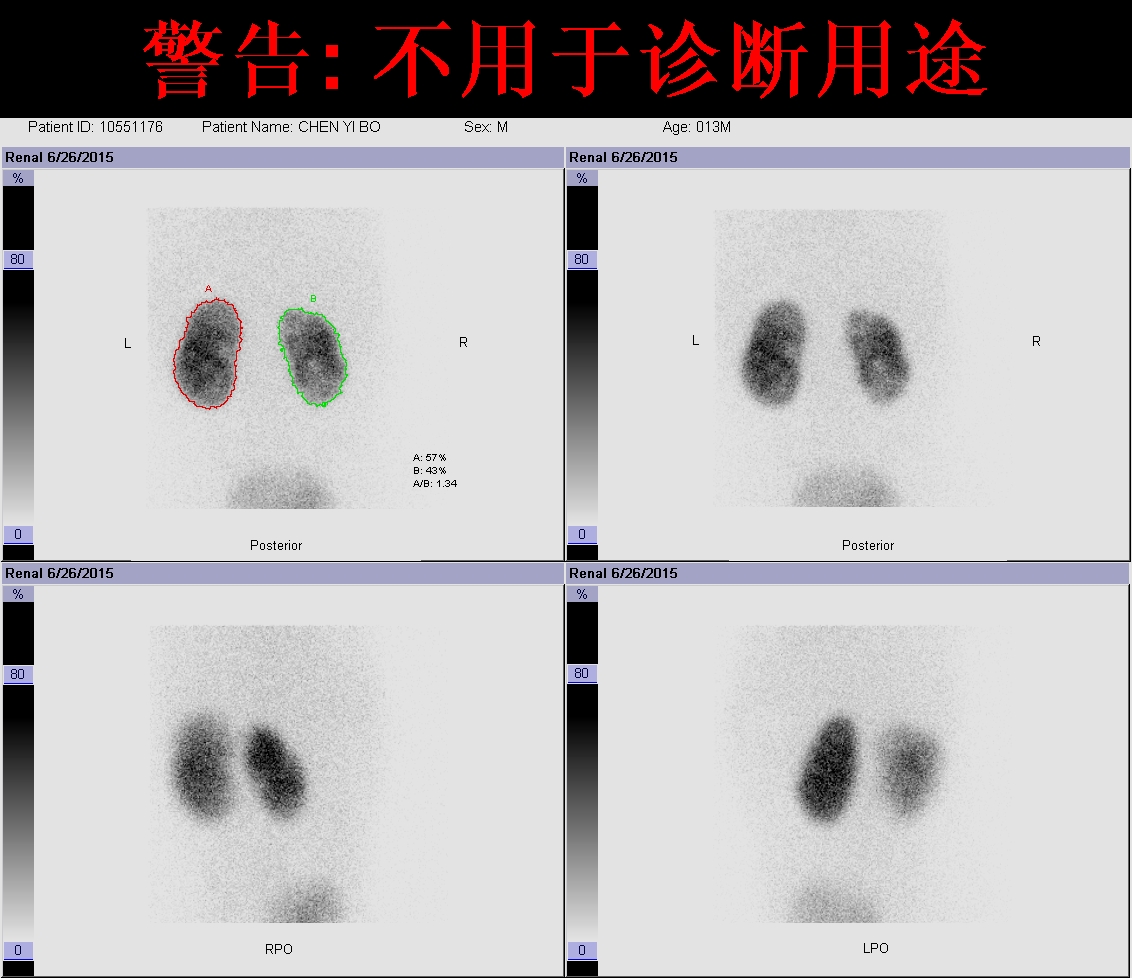 警告: 不用于诊断用途
Patient ID: 10551176 Patient Name: CHEN YI BO Sex: M Age: 013M
Renal 6/26/2015
%
80
0
A
B
L
R
A: 57%
B: 43%
A/B: 1.34
Posterior
Renal 6/26/2015
%
80
0
L
R
Posterior
Renal 6/26/2015
%
80
0
RPO
Renal 6/26/2015
%
80
0
LPO